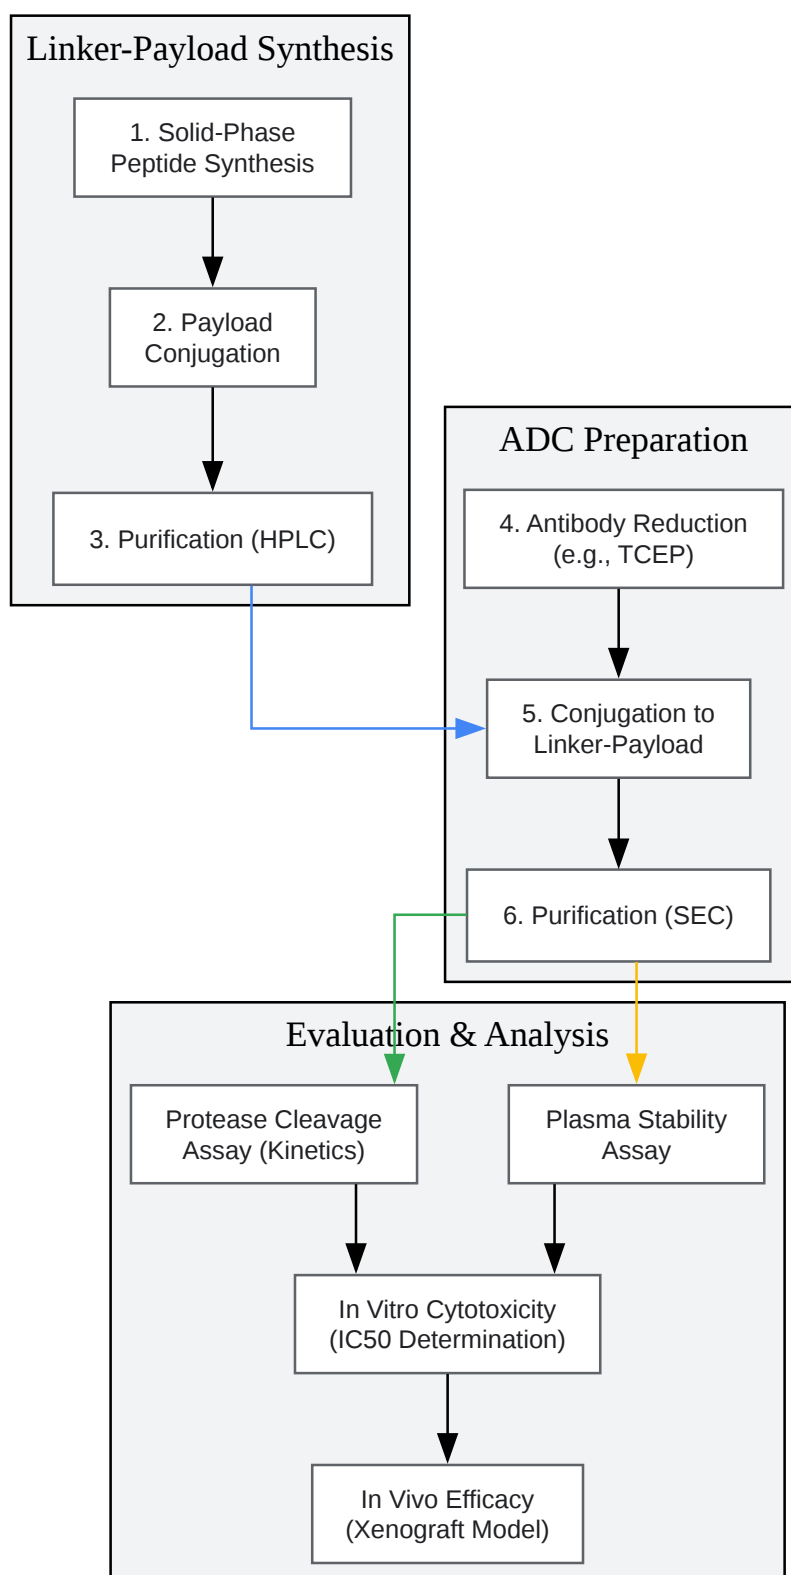 Linker-Payload Synthesis
1. Solid-Phase
Peptide Synthesis
2. Payload
Conjugation
3. Purification (HPLC)
ADC Preparation
4. Antibody Reduction
(e.g., TCEP)
5. Conjugation to
Linker-Payload
6. Purification (SEC)
Evaluation & Analysis
Protease Cleavage
Assay (Kinetics)
Plasma Stability
Assay
In Vitro Cytotoxicity
(IC50 Determination)
In Vivo Efficacy
(Xenograft Model)